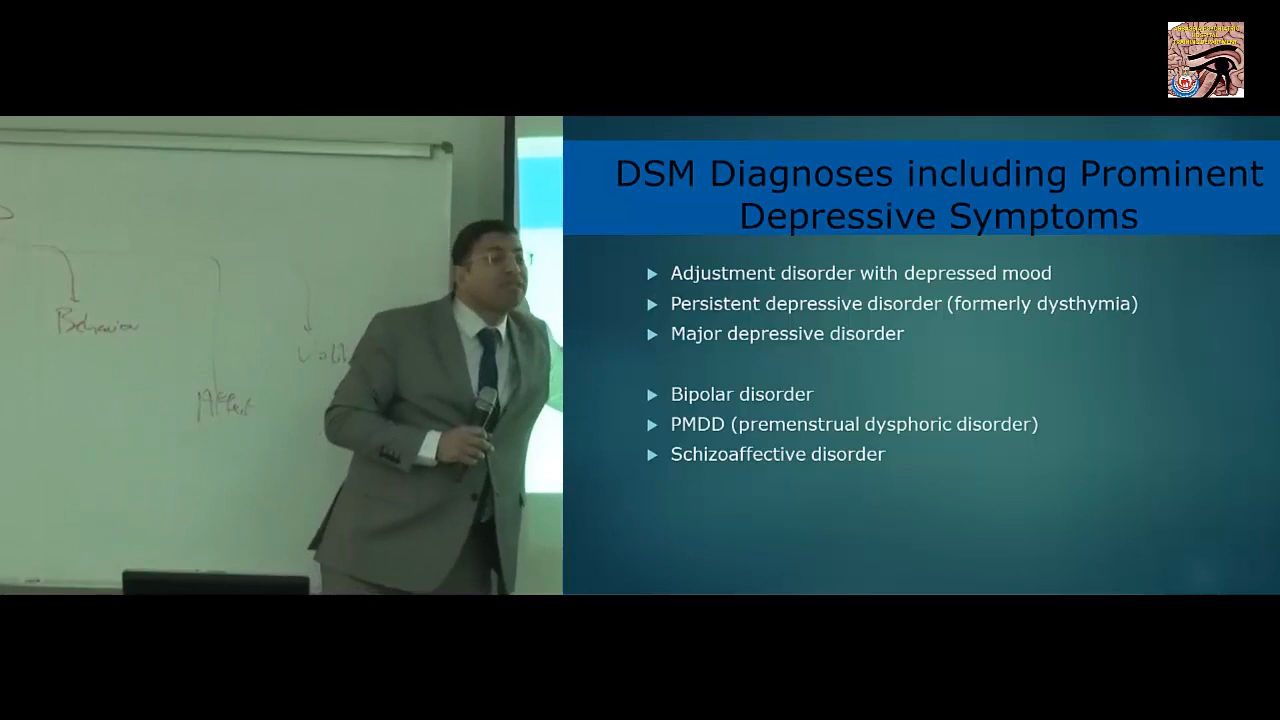 Behavior
Affect
DSM Diagnoses including Prominent
Depressive Symptoms
Adjustment disorder with depressed mood
Persistent depressive disorder (formerly dysthymia)
Major depressive disorder
Bipolar disorder
PMDD (premenstrual dysphoric disorder)
Schizoaffective disorder